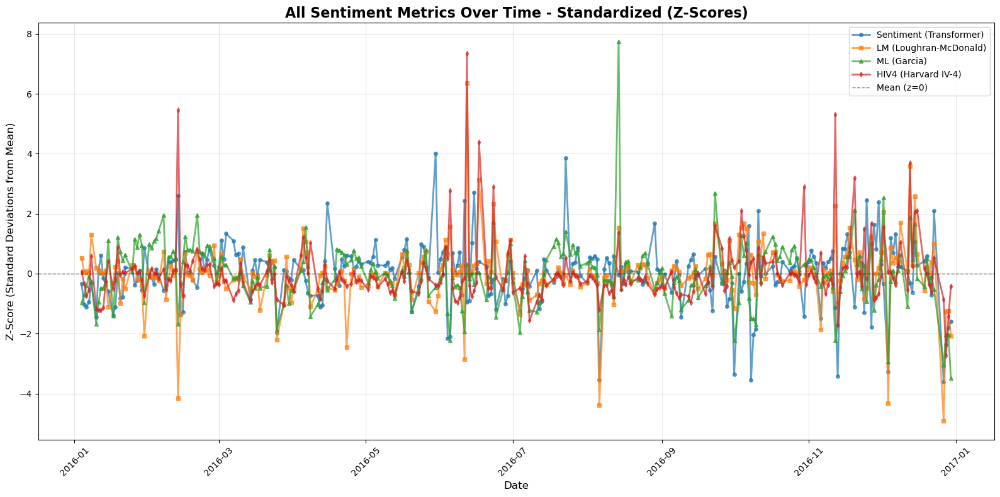 All Sentiment Metrics Over Time - Standardized (Z-Scores)
Sentiment (Transformer)
LM (Loughran-McDonald)
ML (Garcia)
HIV4 (Harvard IV-4)
Mean (z=0)
Z-Score (Standard Deviations from Mean)
8
6
4
2
0
−2
−4
2016-01
2016-03
2016-05
2016-07
2016-09
2016-11
2017-01
Date